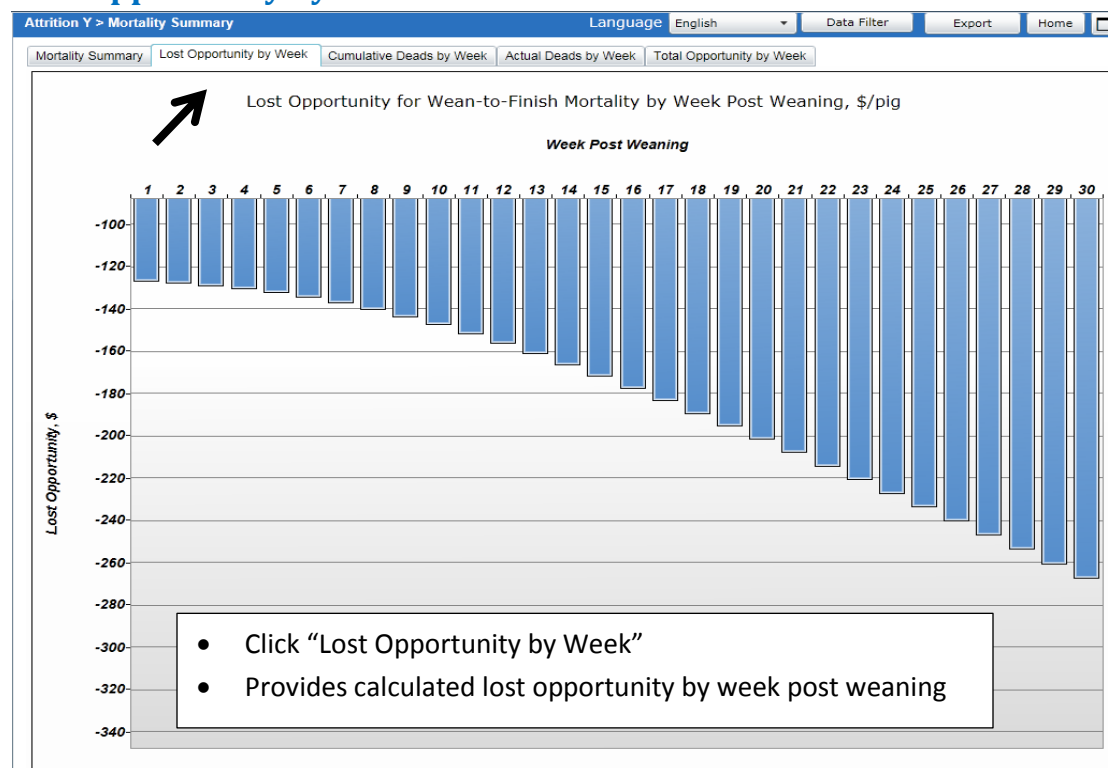 Attrition Y > Mortality Summary Language English Data Filter Export Home
Mortality Summary Lost Opportunity by Week Cumulative Deads by Week Actual Deads by Week Total Opportunity by Week
Lost Opportunity for Wean-to-Finish Mortality by Week Post Weaning, $/pig
Week Post Weaning
1 2 3 4 5 6 7 8 9 10 11 12 13 14 15 16 17 18 19 20 21 22 23 24 25 26 27 28 29 30
-100
-120
-140
-160
-180
-200
-220
-240
-260
-280
-300
-320
-340
Lost Opportunity, $
• Click “Lost Opportunity by Week”
• Provides calculated lost opportunity by week post weaning